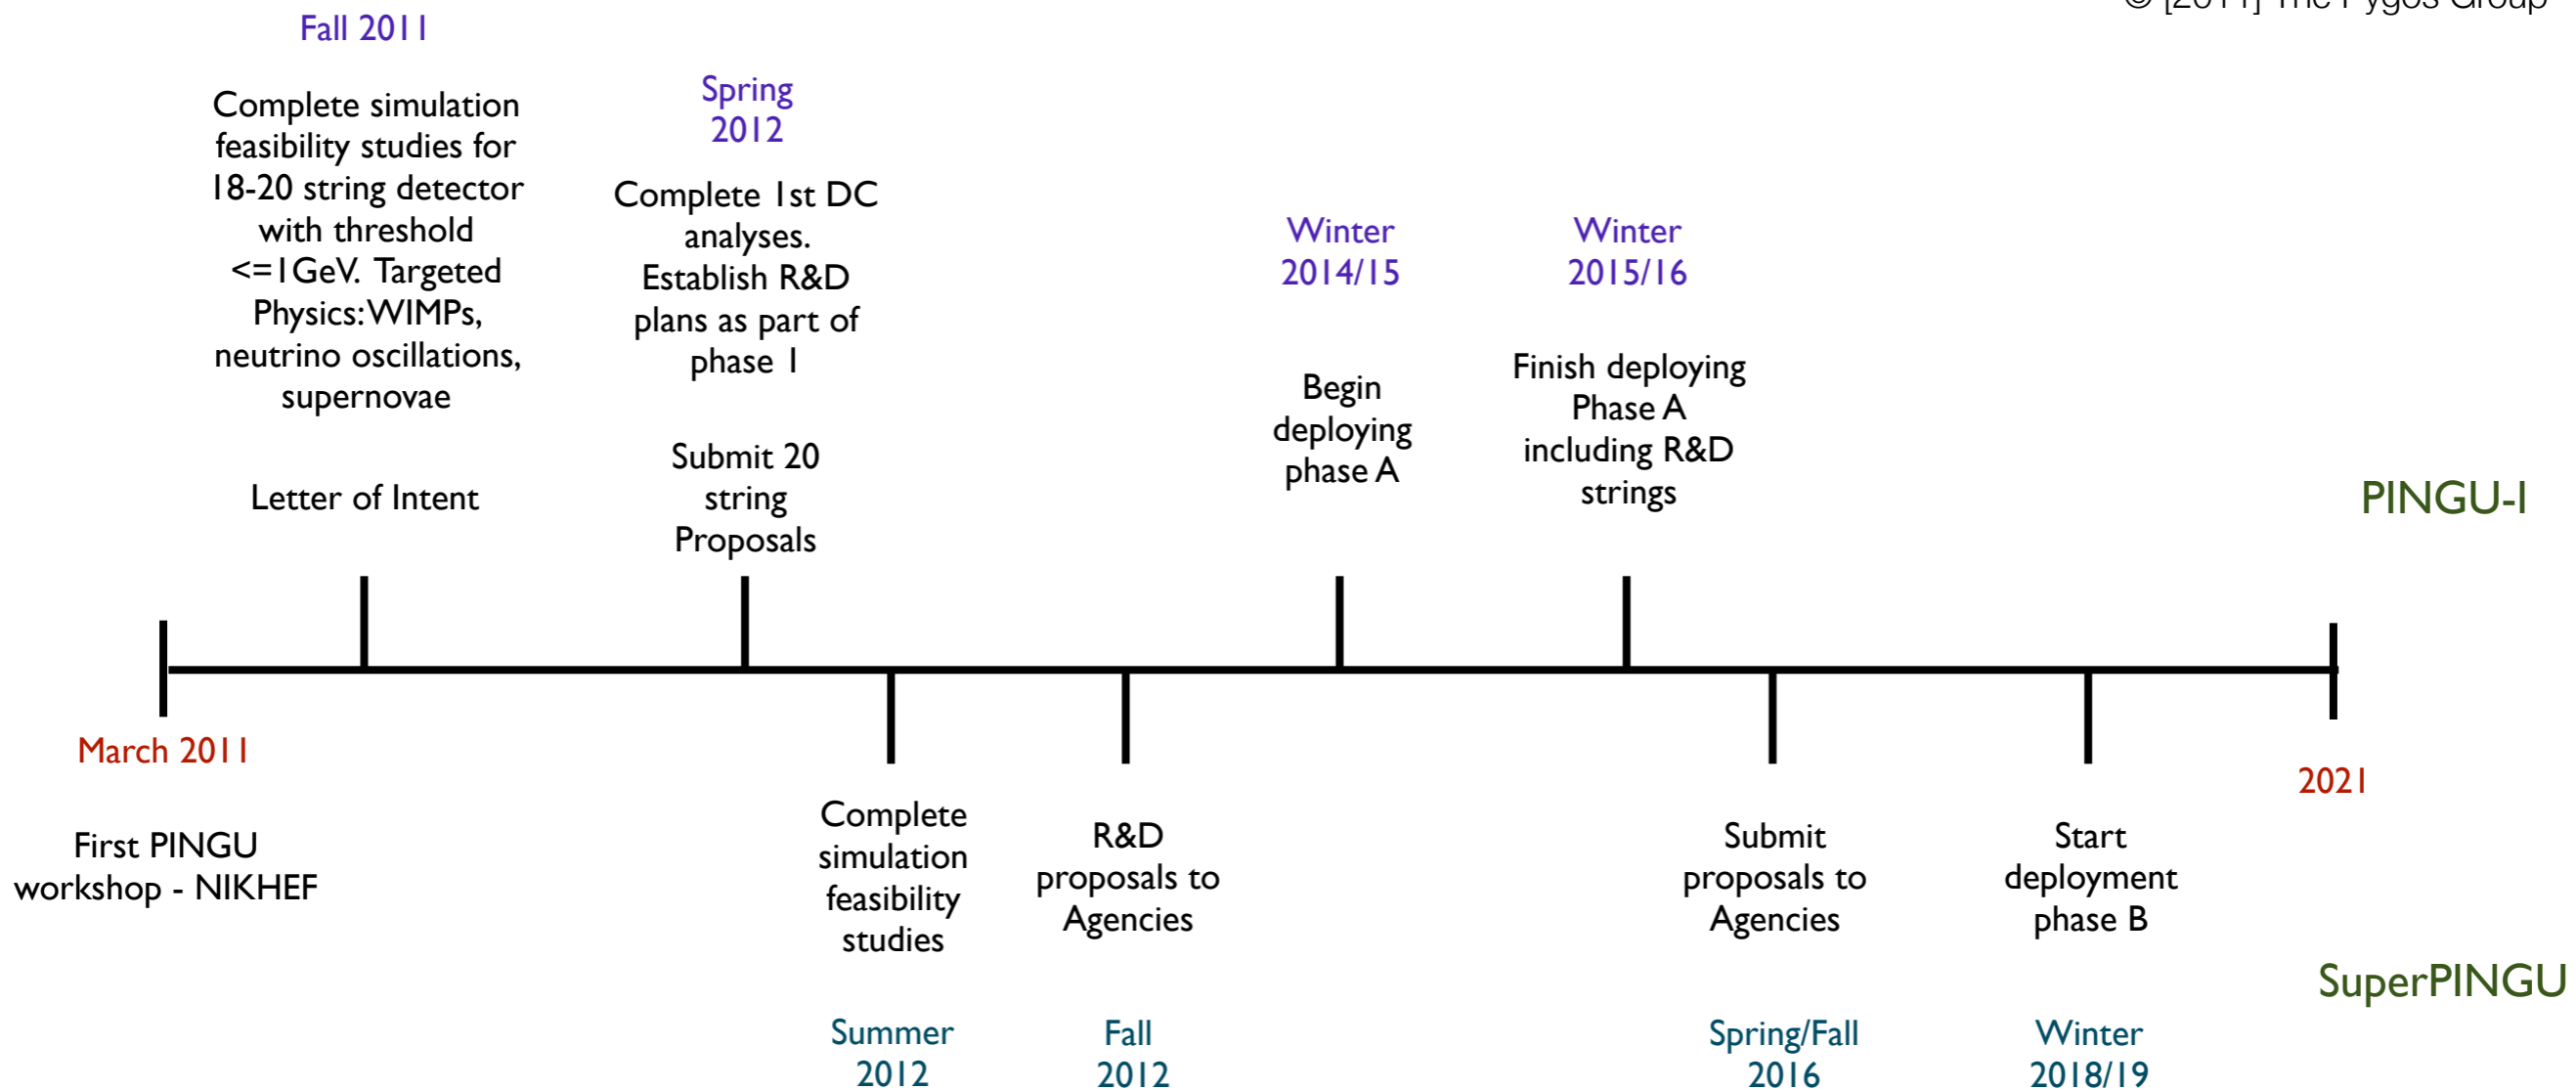 © [2011] The Pygos Group
Fall 2011
Complete simulation
feasibility studies for
18-20 string detector
with threshold
<=1GeV. Targeted
Physics: WIMPs,
neutrino oscillations,
supernovae
Letter of Intent
Spring
2012
Complete 1st DC
analyses.
Establish R&D
plans as part of
phase 1
Submit 20
string
Proposals
Winter
2014/15
Begin
deploying
phase A
Winter
2015/16
Finish deploying
Phase A
including R&D
strings
PINGU-I
March 2011
First PINGU
workshop - NIKHEF
Complete
simulation
feasibility
studies
Summer
2012
R&D
proposals to
Agencies
Fall
2012
Submit
proposals to
Agencies
Spring/Fall
2016
Start
deployment
phase B
Winter
2018/19
2021
SuperPINGU